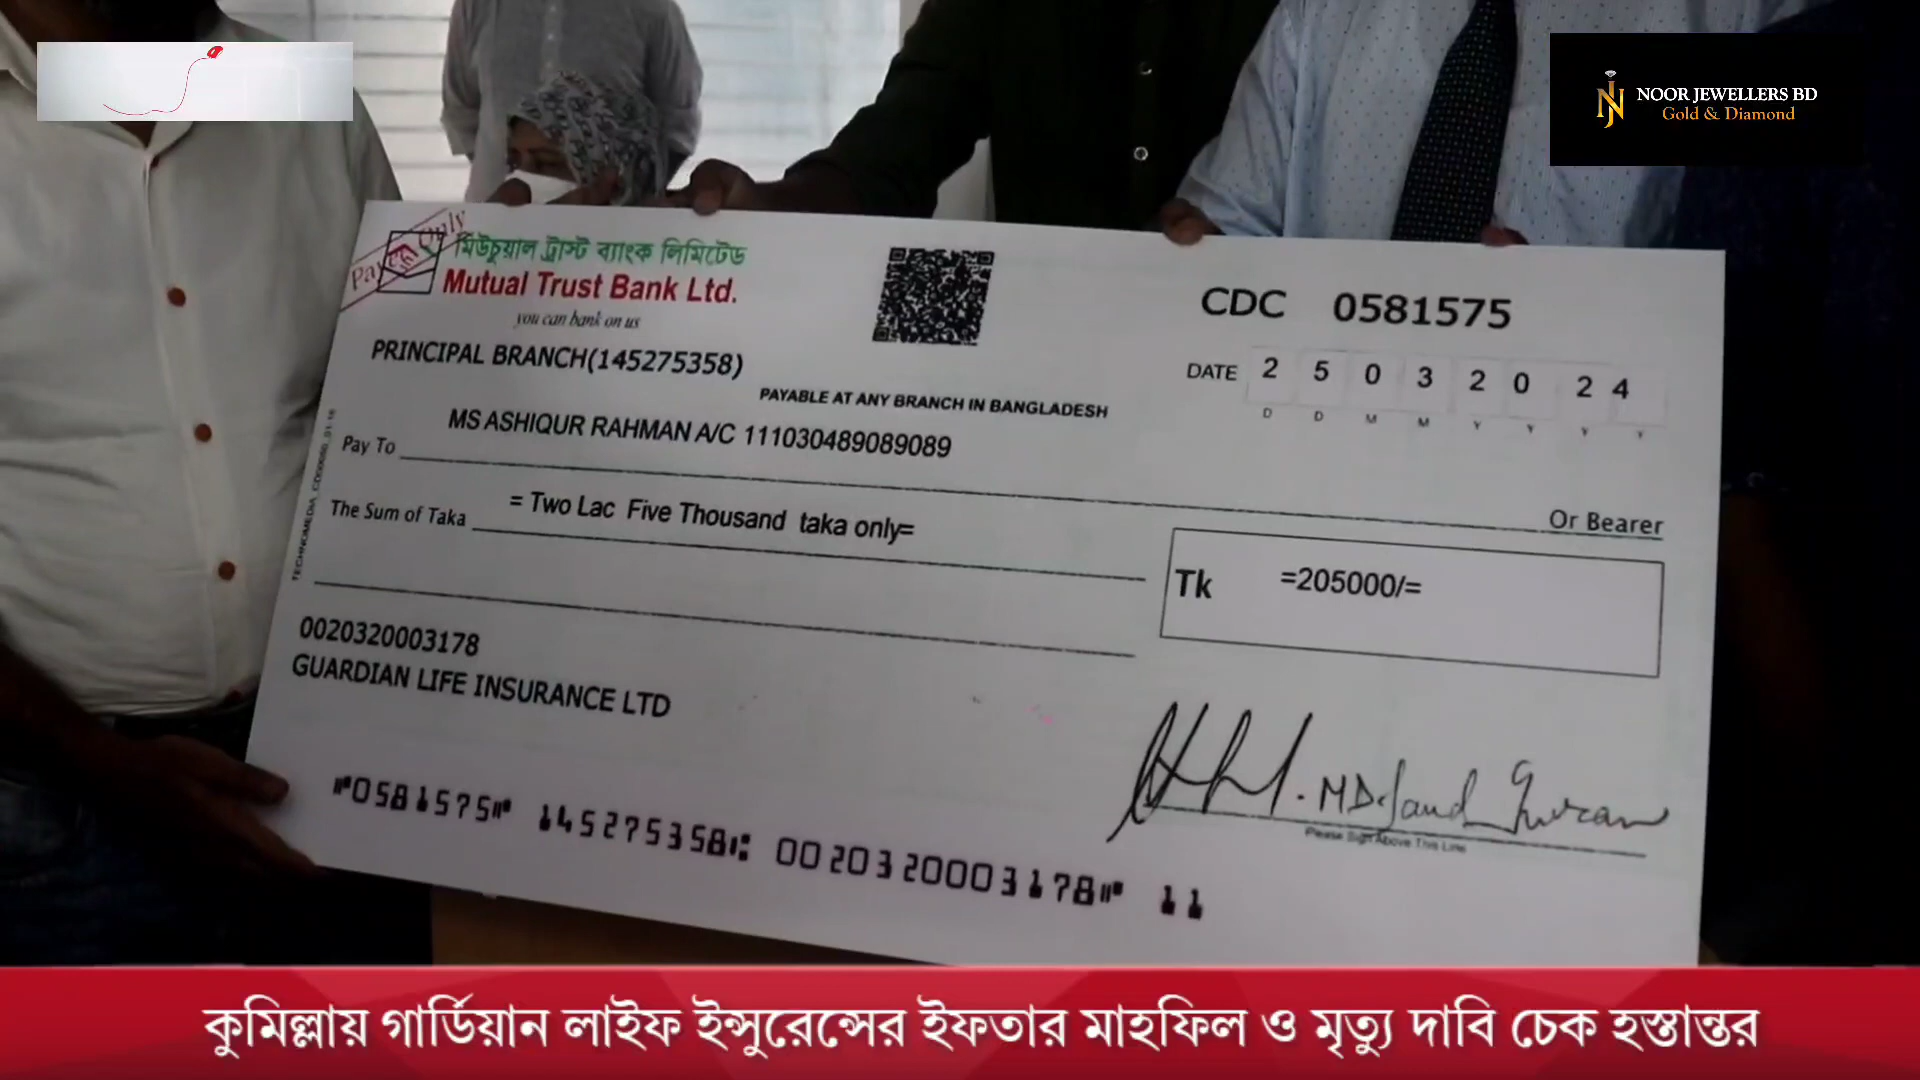 NOOR JEWELLERS BD
Gold & Diamond
Payee Only
মিউচুয়াল ট্রাস্ট ব্যাংক লিমিটেড
Mutual Trust Bank Ltd.
you can bank on us
PRINCIPAL BRANCH(145275358)
CDC 0581575
DATE 2 5 0 3 2 0 2 4
D D M M Y Y Y Y
PAYABLE AT ANY BRANCH IN BANGLADESH
Pay To MS ASHIQUR RAHMAN A/C 111030489089089
Or Bearer
The Sum of Taka = Two Lac Five Thousand taka only=
Tk =205000/=
0020320003178
GUARDIAN LIFE INSURANCE LTD
Please Sign Above This Line
⑈0581575⑈ 145275358⑆ 0020320003178⑈ 11
কুমিল্লায় গার্ডিয়ান লাইফ ইন্সুরেন্সের ইফতার মাহফিল ও মৃত্যু দাবি চেক হস্তান্তর